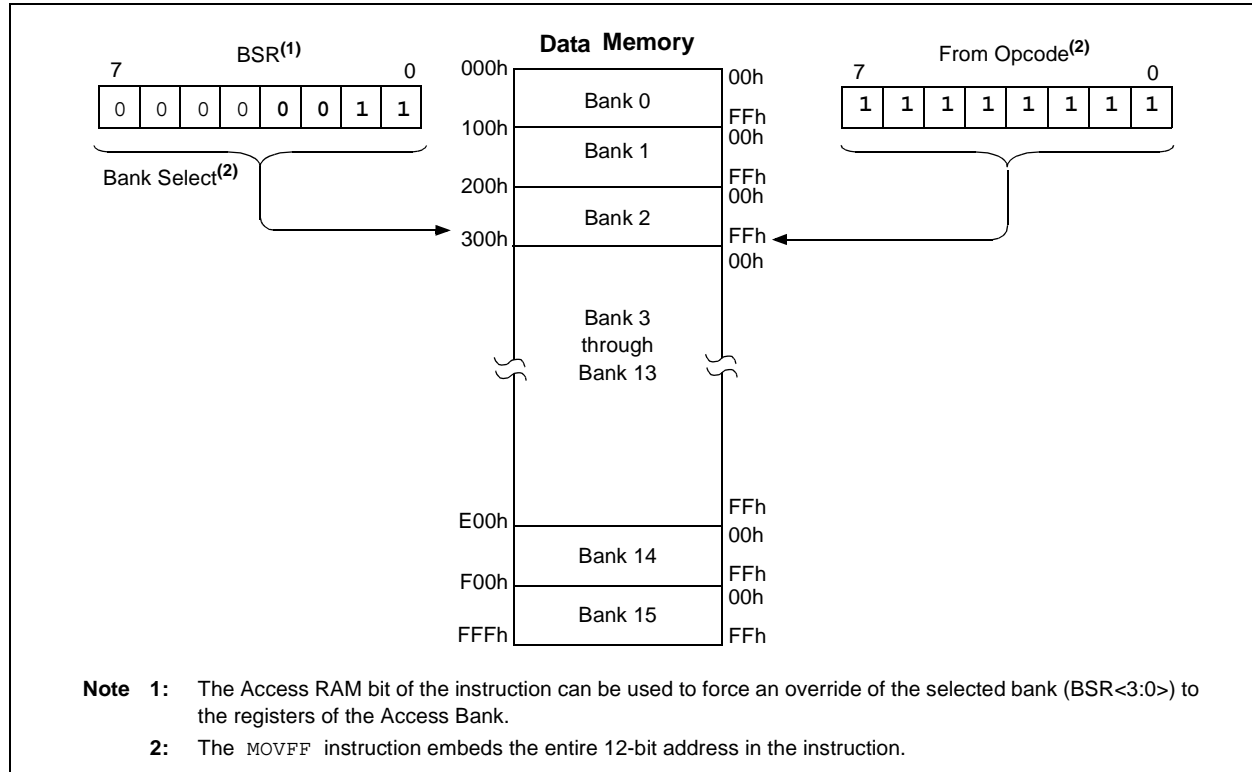 Data Memory
BSR(1)
7 0
0 0 0 0 0 0 1 1
Bank Select(2)
From Opcode(2)
7 0
1 1 1 1 1 1 1 1
000h
Bank 0
00h
FFh
100h
Bank 1
00h
FFh
200h
Bank 2
00h
FFh
300h
Bank 3
through
Bank 13
00h
FFh
E00h
Bank 14
00h
FFh
F00h
Bank 15
00h
FFFh
FFh
Note 1: The Access RAM bit of the instruction can be used to force an override of the selected bank (BSR<3:0>) to
the registers of the Access Bank.
2: The MOVFF instruction embeds the entire 12-bit address in the instruction.